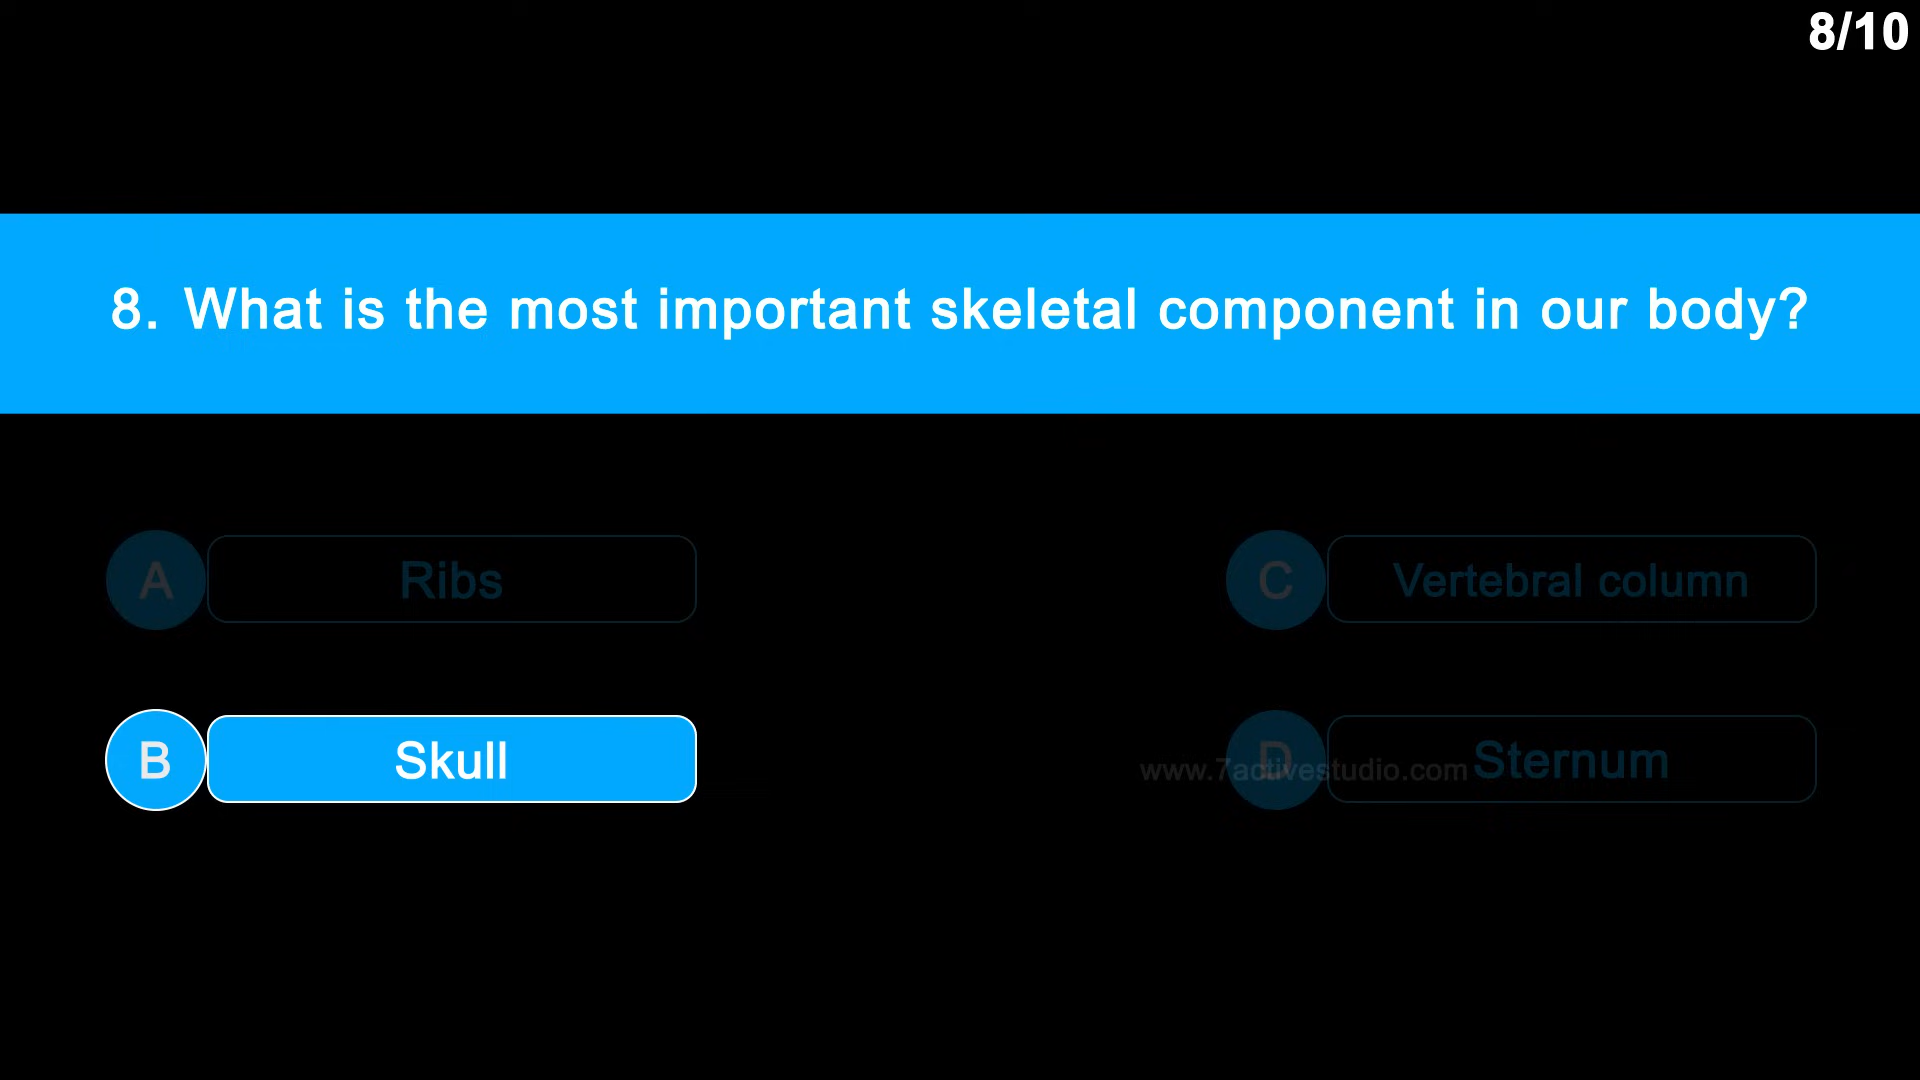 8/10
8. What is the most important skeletal component in our body?
A Ribs
B Skull
C Vertebral column
D Sternum
www.7activestudio.com